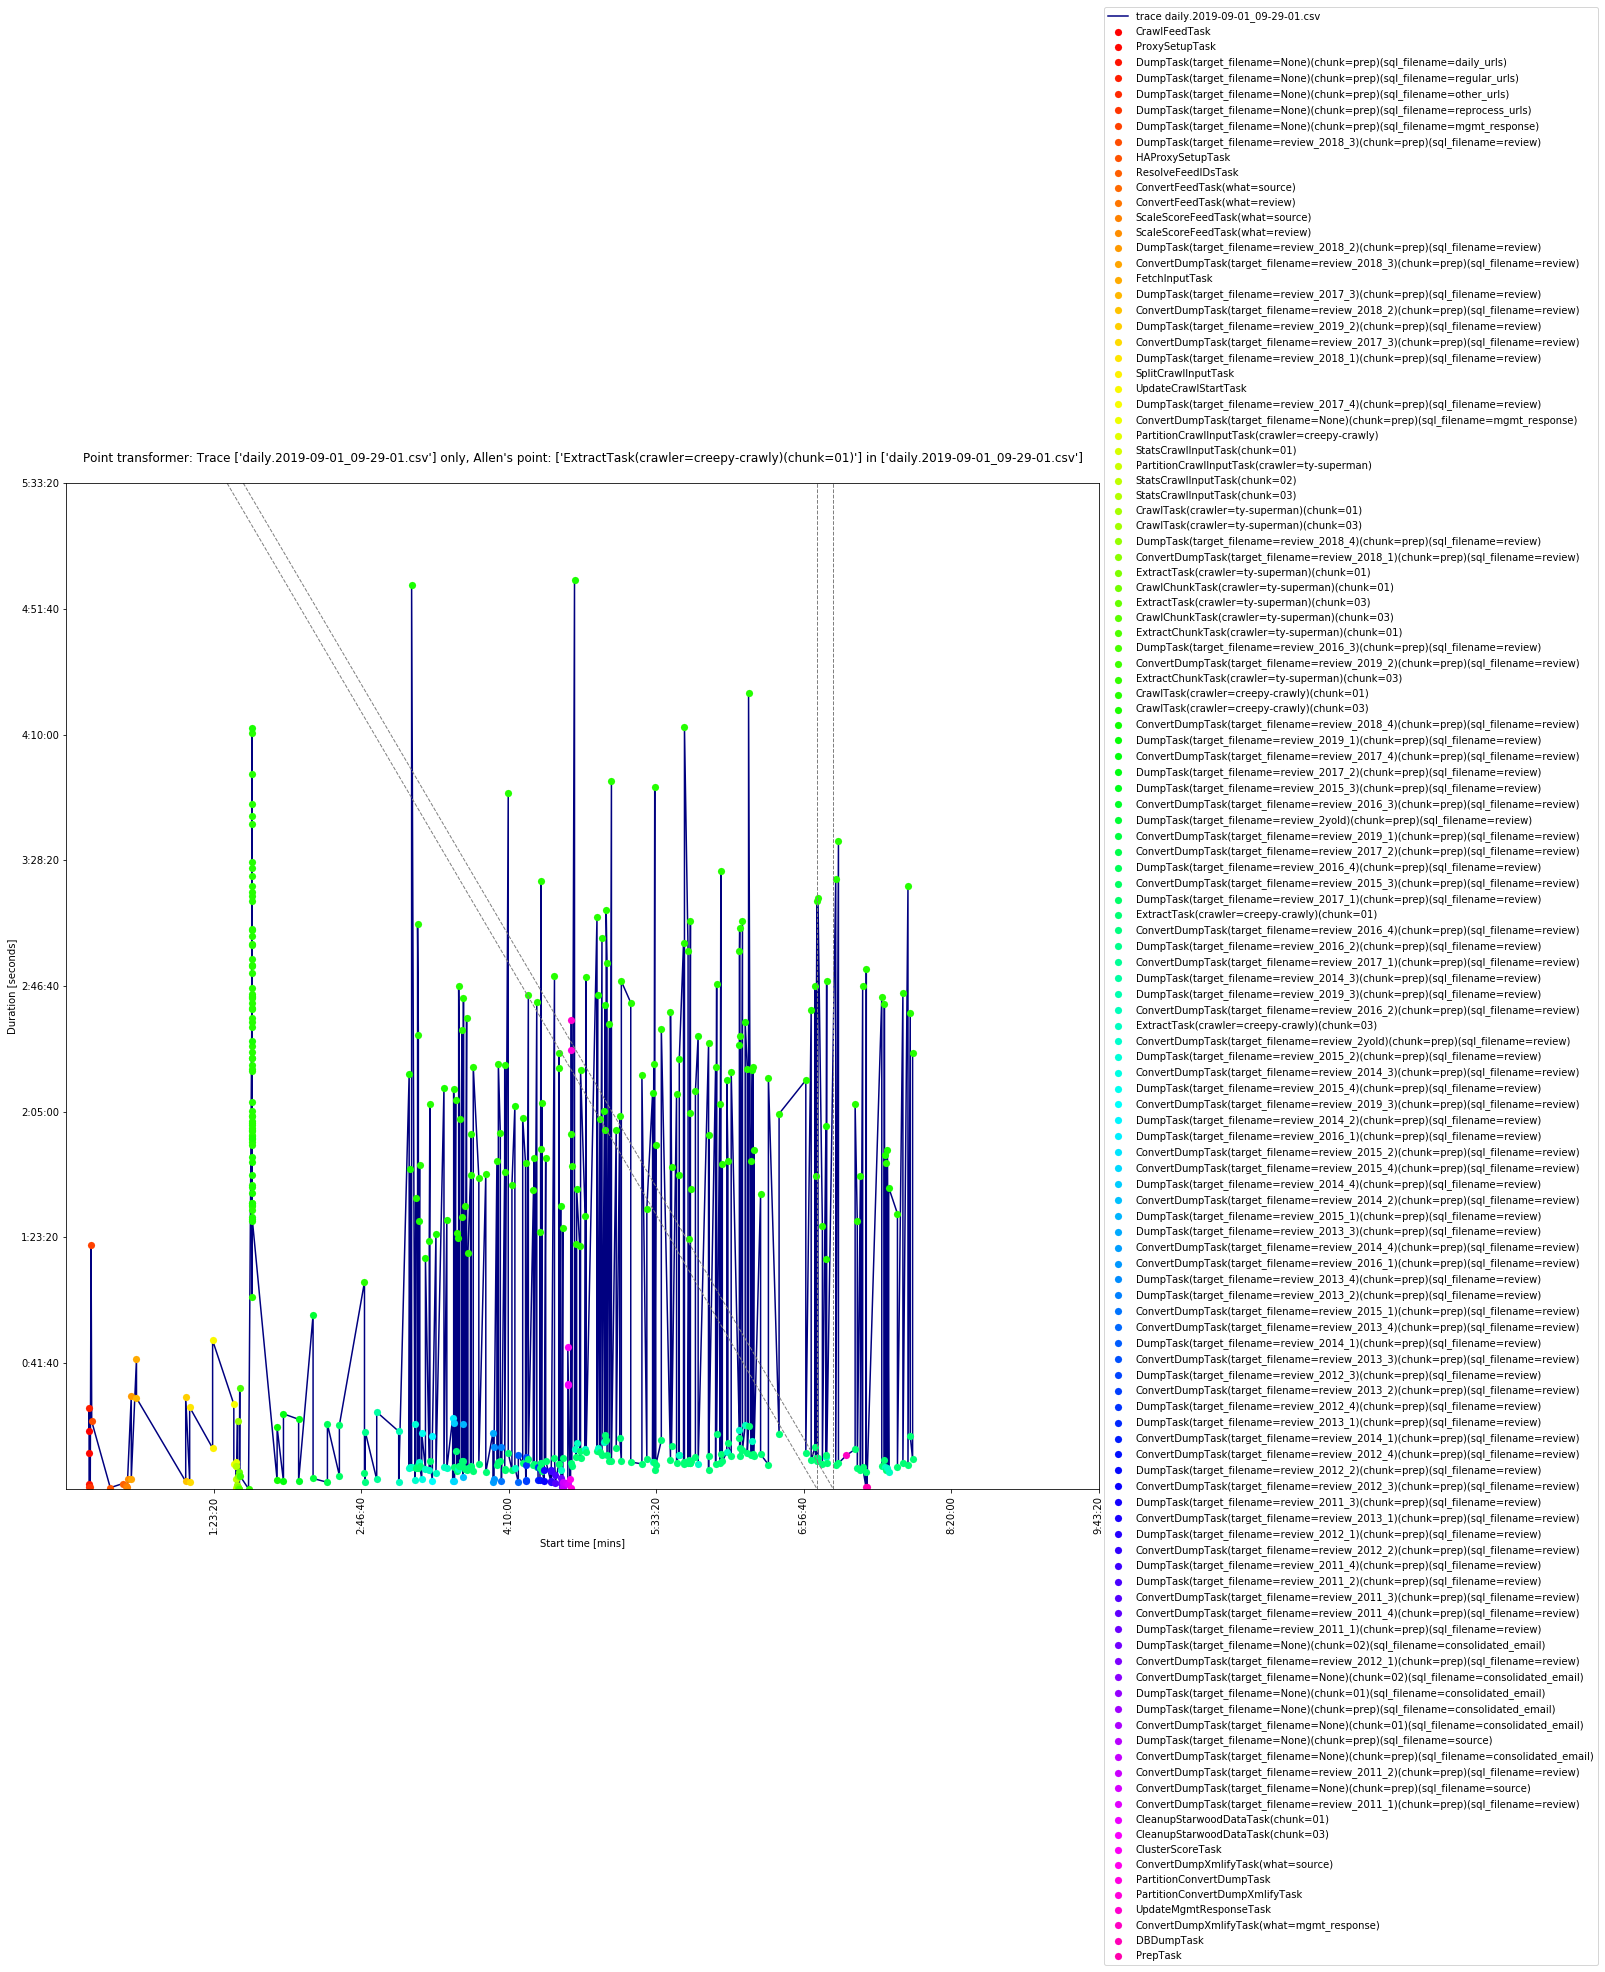 Point transformer: Trace ['daily.2019-09-01_09-29-01.csv'] only, Allen's point: ['ExtractTask(crawler=creepy-crawly)(chunk=01)'] in ['daily.2019-09-01_09-29-01.csv']
5:33:20
4:51:40
4:10:00
3:28:20
2:46:40
2:05:00
1:23:20
0:41:40
Duration [seconds]
1:23:20
2:46:40
4:10:00
5:33:20
6:56:40
8:20:00
9:43:20
Start time [mins]
trace daily.2019-09-01_09-29-01.csv
CrawlFeedTask
ProxySetupTask
DumpTask(target_filename=None)(chunk=prep)(sql_filename=daily_urls)
DumpTask(target_filename=None)(chunk=prep)(sql_filename=regular_urls)
DumpTask(target_filename=None)(chunk=prep)(sql_filename=other_urls)
DumpTask(target_filename=None)(chunk=prep)(sql_filename=reprocess_urls)
DumpTask(target_filename=None)(chunk=prep)(sql_filename=mgmt_response)
DumpTask(target_filename=review_2018_3)(chunk=prep)(sql_filename=review)
HAProxySetupTask
ResolveFeedIDsTask
ConvertFeedTask(what=source)
ConvertFeedTask(what=review)
ScaleScoreFeedTask(what=source)
ScaleScoreFeedTask(what=review)
DumpTask(target_filename=review_2018_2)(chunk=prep)(sql_filename=review)
ConvertDumpTask(target_filename=review_2018_3)(chunk=prep)(sql_filename=review)
FetchInputTask
DumpTask(target_filename=review_2017_3)(chunk=prep)(sql_filename=review)
ConvertDumpTask(target_filename=review_2018_2)(chunk=prep)(sql_filename=review)
DumpTask(target_filename=review_2019_2)(chunk=prep)(sql_filename=review)
ConvertDumpTask(target_filename=review_2017_3)(chunk=prep)(sql_filename=review)
DumpTask(target_filename=review_2018_1)(chunk=prep)(sql_filename=review)
SplitCrawlInputTask
UpdateCrawlStartTask
DumpTask(target_filename=review_2017_4)(chunk=prep)(sql_filename=review)
ConvertDumpTask(target_filename=None)(chunk=prep)(sql_filename=mgmt_response)
PartitionCrawlInputTask(crawler=creepy-crawly)
StatsCrawlInputTask(chunk=01)
PartitionCrawlInputTask(crawler=ty-superman)
StatsCrawlInputTask(chunk=02)
StatsCrawlInputTask(chunk=03)
CrawlTask(crawler=ty-superman)(chunk=01)
CrawlTask(crawler=ty-superman)(chunk=03)
DumpTask(target_filename=review_2018_4)(chunk=prep)(sql_filename=review)
ConvertDumpTask(target_filename=review_2018_1)(chunk=prep)(sql_filename=review)
ExtractTask(crawler=ty-superman)(chunk=01)
CrawlChunkTask(crawler=ty-superman)(chunk=01)
ExtractTask(crawler=ty-superman)(chunk=03)
CrawlChunkTask(crawler=ty-superman)(chunk=03)
ExtractChunkTask(crawler=ty-superman)(chunk=01)
DumpTask(target_filename=review_2016_3)(chunk=prep)(sql_filename=review)
ConvertDumpTask(target_filename=review_2019_2)(chunk=prep)(sql_filename=review)
ExtractChunkTask(crawler=ty-superman)(chunk=03)
CrawlTask(crawler=creepy-crawly)(chunk=01)
CrawlTask(crawler=creepy-crawly)(chunk=03)
ConvertDumpTask(target_filename=review_2018_4)(chunk=prep)(sql_filename=review)
DumpTask(target_filename=review_2019_1)(chunk=prep)(sql_filename=review)
ConvertDumpTask(target_filename=review_2017_4)(chunk=prep)(sql_filename=review)
DumpTask(target_filename=review_2017_2)(chunk=prep)(sql_filename=review)
DumpTask(target_filename=review_2015_3)(chunk=prep)(sql_filename=review)
ConvertDumpTask(target_filename=review_2016_3)(chunk=prep)(sql_filename=review)
DumpTask(target_filename=review_2yold)(chunk=prep)(sql_filename=review)
ConvertDumpTask(target_filename=review_2019_1)(chunk=prep)(sql_filename=review)
ConvertDumpTask(target_filename=review_2017_2)(chunk=prep)(sql_filename=review)
DumpTask(target_filename=review_2016_4)(chunk=prep)(sql_filename=review)
ConvertDumpTask(target_filename=review_2015_3)(chunk=prep)(sql_filename=review)
DumpTask(target_filename=review_2017_1)(chunk=prep)(sql_filename=review)
ExtractTask(crawler=creepy-crawly)(chunk=01)
ConvertDumpTask(target_filename=review_2016_4)(chunk=prep)(sql_filename=review)
DumpTask(target_filename=review_2016_2)(chunk=prep)(sql_filename=review)
ConvertDumpTask(target_filename=review_2017_1)(chunk=prep)(sql_filename=review)
DumpTask(target_filename=review_2014_3)(chunk=prep)(sql_filename=review)
DumpTask(target_filename=review_2019_3)(chunk=prep)(sql_filename=review)
ConvertDumpTask(target_filename=review_2016_2)(chunk=prep)(sql_filename=review)
ExtractTask(crawler=creepy-crawly)(chunk=03)
ConvertDumpTask(target_filename=review_2yold)(chunk=prep)(sql_filename=review)
DumpTask(target_filename=review_2015_2)(chunk=prep)(sql_filename=review)
ConvertDumpTask(target_filename=review_2014_3)(chunk=prep)(sql_filename=review)
DumpTask(target_filename=review_2015_4)(chunk=prep)(sql_filename=review)
ConvertDumpTask(target_filename=review_2019_3)(chunk=prep)(sql_filename=review)
DumpTask(target_filename=review_2014_2)(chunk=prep)(sql_filename=review)
DumpTask(target_filename=review_2016_1)(chunk=prep)(sql_filename=review)
ConvertDumpTask(target_filename=review_2015_2)(chunk=prep)(sql_filename=review)
ConvertDumpTask(target_filename=review_2015_4)(chunk=prep)(sql_filename=review)
DumpTask(target_filename=review_2014_4)(chunk=prep)(sql_filename=review)
ConvertDumpTask(target_filename=review_2014_2)(chunk=prep)(sql_filename=review)
DumpTask(target_filename=review_2015_1)(chunk=prep)(sql_filename=review)
DumpTask(target_filename=review_2013_3)(chunk=prep)(sql_filename=review)
ConvertDumpTask(target_filename=review_2014_4)(chunk=prep)(sql_filename=review)
ConvertDumpTask(target_filename=review_2016_1)(chunk=prep)(sql_filename=review)
DumpTask(target_filename=review_2013_4)(chunk=prep)(sql_filename=review)
DumpTask(target_filename=review_2013_2)(chunk=prep)(sql_filename=review)
ConvertDumpTask(target_filename=review_2015_1)(chunk=prep)(sql_filename=review)
ConvertDumpTask(target_filename=review_2013_4)(chunk=prep)(sql_filename=review)
DumpTask(target_filename=review_2014_1)(chunk=prep)(sql_filename=review)
ConvertDumpTask(target_filename=review_2013_3)(chunk=prep)(sql_filename=review)
DumpTask(target_filename=review_2012_3)(chunk=prep)(sql_filename=review)
ConvertDumpTask(target_filename=review_2013_2)(chunk=prep)(sql_filename=review)
DumpTask(target_filename=review_2012_4)(chunk=prep)(sql_filename=review)
DumpTask(target_filename=review_2013_1)(chunk=prep)(sql_filename=review)
ConvertDumpTask(target_filename=review_2014_1)(chunk=prep)(sql_filename=review)
ConvertDumpTask(target_filename=review_2012_4)(chunk=prep)(sql_filename=review)
DumpTask(target_filename=review_2012_2)(chunk=prep)(sql_filename=review)
ConvertDumpTask(target_filename=review_2012_3)(chunk=prep)(sql_filename=review)
DumpTask(target_filename=review_2011_3)(chunk=prep)(sql_filename=review)
ConvertDumpTask(target_filename=review_2013_1)(chunk=prep)(sql_filename=review)
DumpTask(target_filename=review_2012_1)(chunk=prep)(sql_filename=review)
ConvertDumpTask(target_filename=review_2012_2)(chunk=prep)(sql_filename=review)
DumpTask(target_filename=review_2011_4)(chunk=prep)(sql_filename=review)
DumpTask(target_filename=review_2011_2)(chunk=prep)(sql_filename=review)
ConvertDumpTask(target_filename=review_2011_3)(chunk=prep)(sql_filename=review)
ConvertDumpTask(target_filename=review_2011_4)(chunk=prep)(sql_filename=review)
DumpTask(target_filename=review_2011_1)(chunk=prep)(sql_filename=review)
DumpTask(target_filename=None)(chunk=02)(sql_filename=consolidated_email)
ConvertDumpTask(target_filename=review_2012_1)(chunk=prep)(sql_filename=review)
ConvertDumpTask(target_filename=None)(chunk=02)(sql_filename=consolidated_email)
DumpTask(target_filename=None)(chunk=01)(sql_filename=consolidated_email)
DumpTask(target_filename=None)(chunk=prep)(sql_filename=consolidated_email)
ConvertDumpTask(target_filename=None)(chunk=01)(sql_filename=consolidated_email)
DumpTask(target_filename=None)(chunk=prep)(sql_filename=source)
ConvertDumpTask(target_filename=None)(chunk=prep)(sql_filename=consolidated_email)
ConvertDumpTask(target_filename=review_2011_2)(chunk=prep)(sql_filename=review)
ConvertDumpTask(target_filename=None)(chunk=prep)(sql_filename=source)
ConvertDumpTask(target_filename=review_2011_1)(chunk=prep)(sql_filename=review)
CleanupStarwoodDataTask(chunk=01)
CleanupStarwoodDataTask(chunk=03)
ClusterScoreTask
ConvertDumpXmlifyTask(what=source)
PartitionConvertDumpTask
PartitionConvertDumpXmlifyTask
UpdateMgmtResponseTask
ConvertDumpXmlifyTask(what=mgmt_response)
DBDumpTask
PrepTask